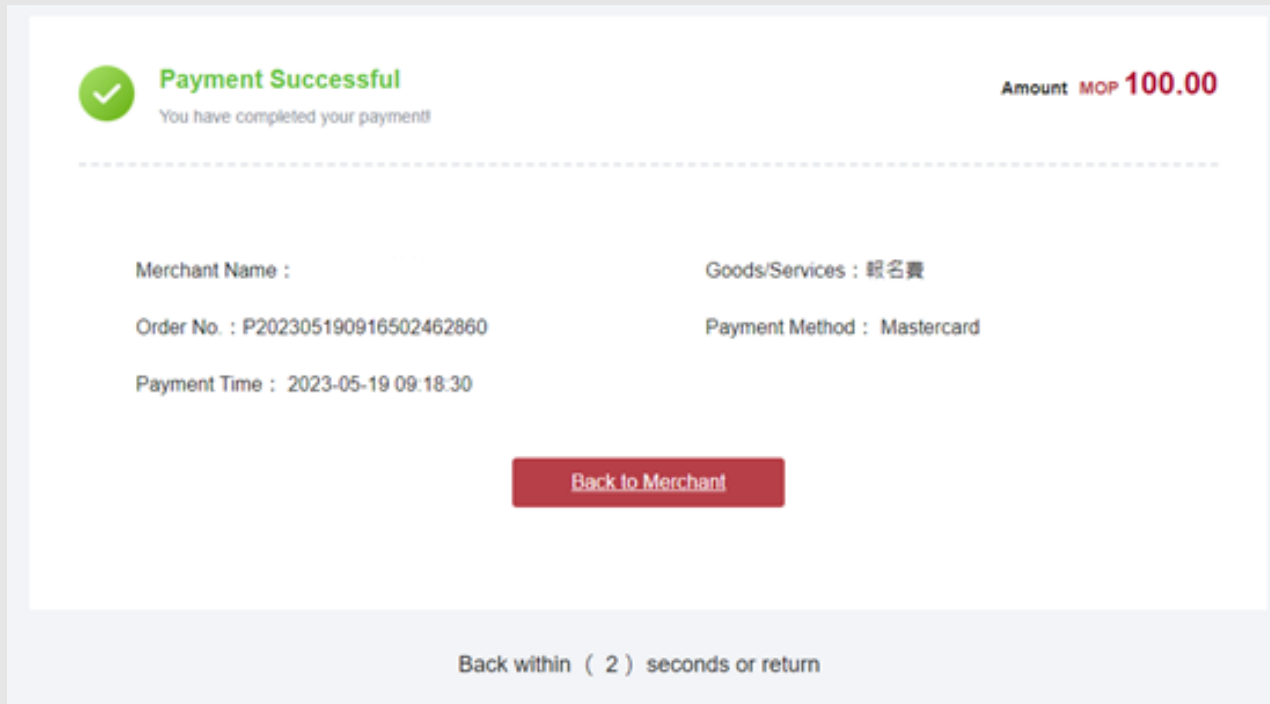 Payment Successful
Amount MOP 100.00
You have completed your payment!
Merchant Name：
Goods/Services：報名費
Order No.：P202305190916502462860
Payment Method： Mastercard
Payment Time： 2023-05-19 09:18:30
Back to Merchant
Back within （ 2 ） seconds or return